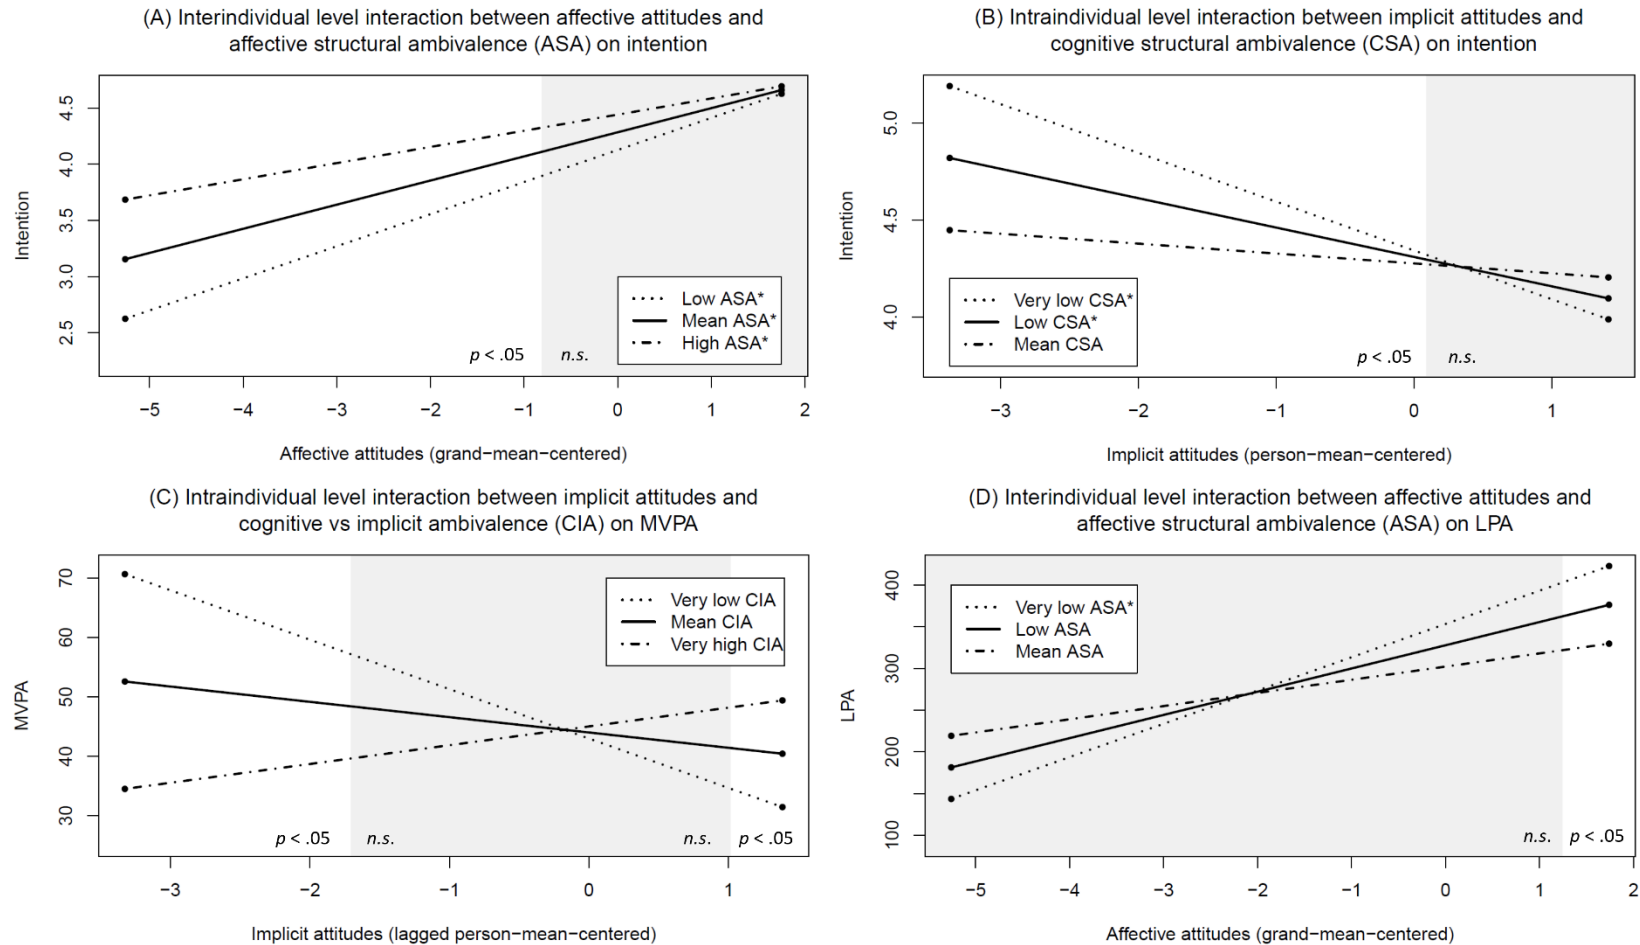 (A) Interindividual level interaction between affective attitudes and
affective structural ambivalence (ASA) on intention
Intention
4.5
4.0
3.5
3.0
2.5
Low ASA*
Mean ASA*
High ASA*
p < .05 n.s.
−5 −4 −3 −2 −1 0 1 2
Affective attitudes (grand−mean−centered)
(B) Intraindividual level interaction between implicit attitudes and
cognitive structural ambivalence (CSA) on intention
Intention
5.0
4.5
4.0
Very low CSA*
Low CSA*
Mean CSA
p < .05 n.s.
−3 −2 −1 0 1
Implicit attitudes (person−mean−centered)
(C) Intraindividual level interaction between implicit attitudes and
cognitive vs implicit ambivalence (CIA) on MVPA
MVPA
70
60
50
40
30
Very low CIA
Mean CIA
Very high CIA
p < .05 n.s. n.s. p < .05
−3 −2 −1 0 1
Implicit attitudes (lagged person−mean−centered)
(D) Interindividual level interaction between affective attitudes and
affective structural ambivalence (ASA) on LPA
LPA
400
300
200
100
Very low ASA*
Low ASA
Mean ASA
n.s. p < .05
−5 −4 −3 −2 −1 0 1 2
Affective attitudes (grand−mean−centered)